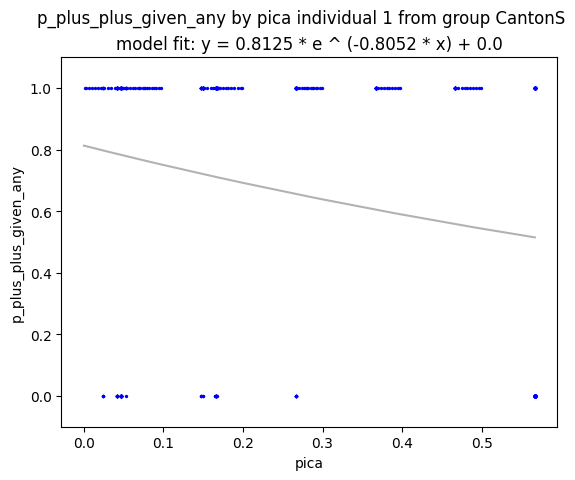 p_plus_plus_given_any by pica individual 1 from group CantonS
model fit: y = 0.8125 * e ^ (-0.8052 * x) + 0.0
p_plus_plus_given_any
1.0
0.8
0.6
0.4
0.2
0.0
0.0 0.1 0.2 0.3 0.4 0.5
pica